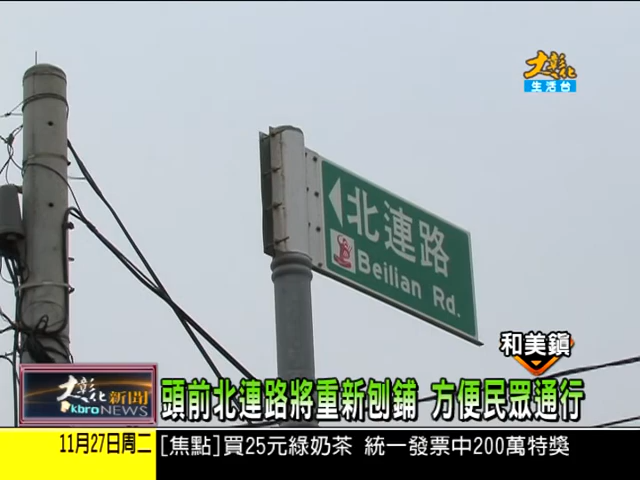 大彰化
生活台
北連路
Beilian Rd.
和美鎮
大彰化新聞
kbro NEWS
頭前北連路將重新刨鋪 方便民眾通行
11月27日周二 [焦點]買25元綠奶茶 統一發票中200萬特獎